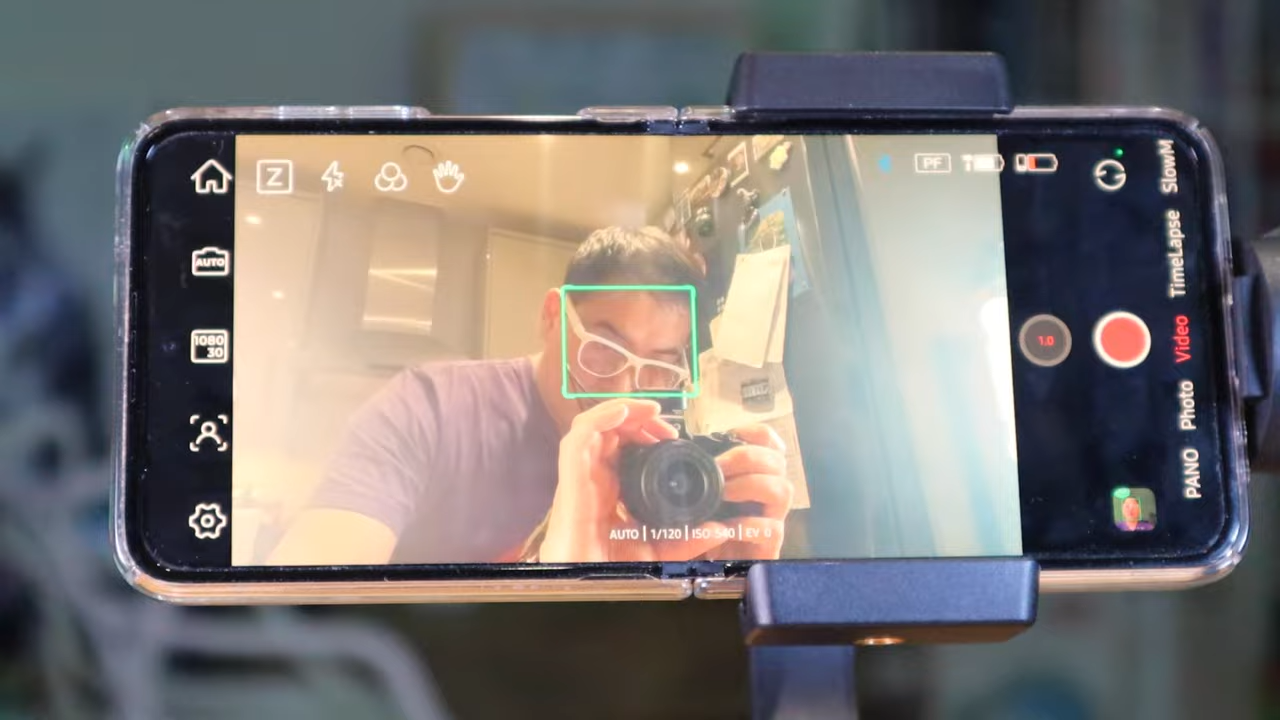 Z
PF
AUTO
1080
30
1.0
SlowM
TimeLapse
Video
Photo
PANO
AUTO | 1/120 | ISO 540 | EV 0